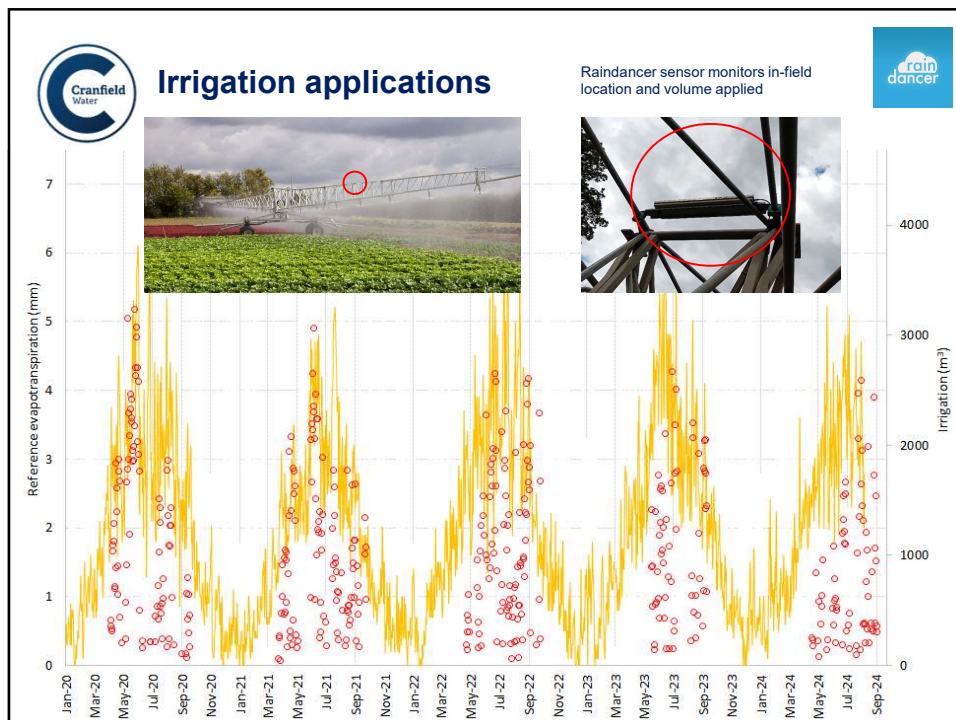 Cranfield
Water
Irrigation applications
Raindancer sensor monitors in-field
location and volume applied
rain
dancer
Reference evapotranspiration (mm)
7
6
5
4
3
2
1
0
4000
3000
2000
1000
0
Irrigation (m³)
Jan-20
Mar-20
May-20
Jul-20
Sep-20
Nov-20
Jan-21
Mar-21
May-21
Jul-21
Sep-21
Nov-21
Jan-22
Mar-22
May-22
Jul-22
Sep-22
Nov-22
Jan-23
Mar-23
May-23
Jul-23
Sep-23
Nov-23
Jan-24
Mar-24
May-24
Jul-24
Sep-24